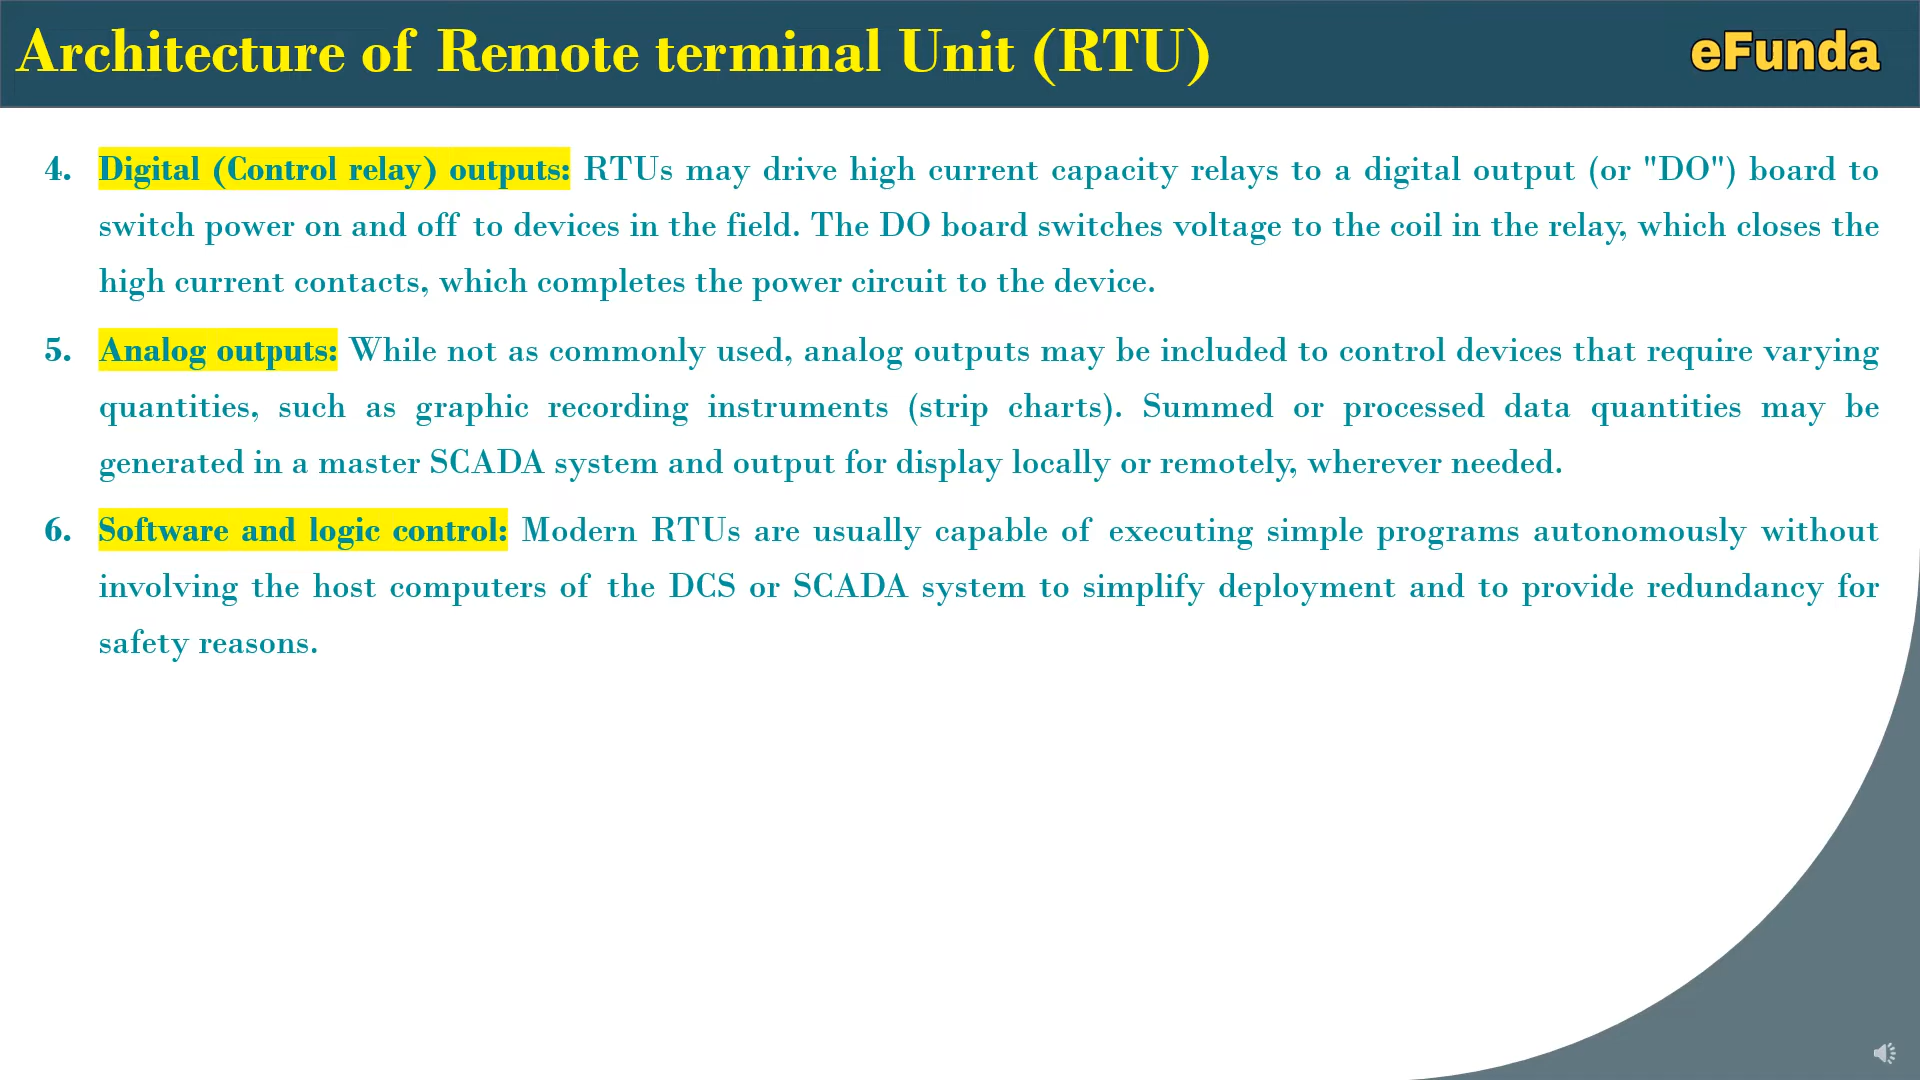 Architecture of Remote terminal Unit (RTU)
eFunda
4. Digital (Control relay) outputs: RTUs may drive high current capacity relays to a digital output (or "DO") board to
switch power on and off to devices in the field. The DO board switches voltage to the coil in the relay, which closes the
high current contacts, which completes the power circuit to the device.
5. Analog outputs: While not as commonly used, analog outputs may be included to control devices that require varying
quantities, such as graphic recording instruments (strip charts). Summed or processed data quantities may be
generated in a master SCADA system and output for display locally or remotely, wherever needed.
6. Software and logic control: Modern RTUs are usually capable of executing simple programs autonomously without
involving the host computers of the DCS or SCADA system to simplify deployment and to provide redundancy for
safety reasons.